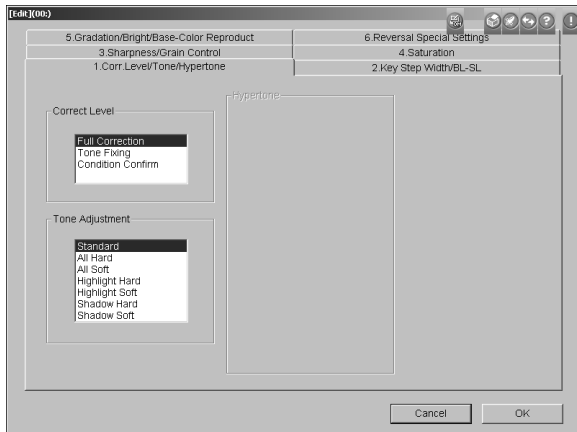 [Edit](00:)
5.Gradation/Bright/Base-Color Reproduct
6.Reversal Special Settings
3.Sharpness/Grain Control
4.Saturation
1.Corr.Level/Tone/Hypertone
2.Key Step Width/BL-SL
Hypertone
Correct Level
Full Correction
Tone Fixing
Condition Confirm
Tone Adjustment
Standard
All Hard
All Soft
Highlight Hard
Highlight Soft
Shadow Hard
Shadow Soft
Cancel
OK